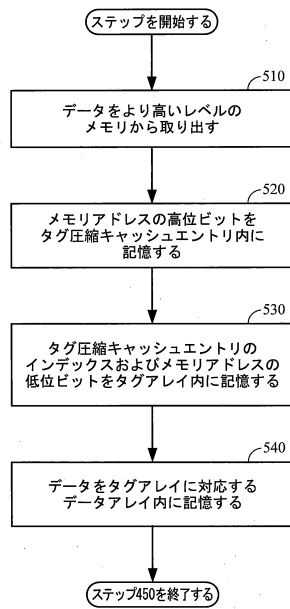 ステップを開始する
510
データをより高いレベルの
メモリから取り出す
520
メモリアドレスの高位ビットを
タグ圧縮キャッシュエントリ内に
記憶する
530
タグ圧縮キャッシュエントリの
インデックスおよびメモリアドレスの
低位ビットをタグアレイ内に記憶する
540
データをタグアレイに対応する
データアレイ内に記憶する
ステップ450を終了する